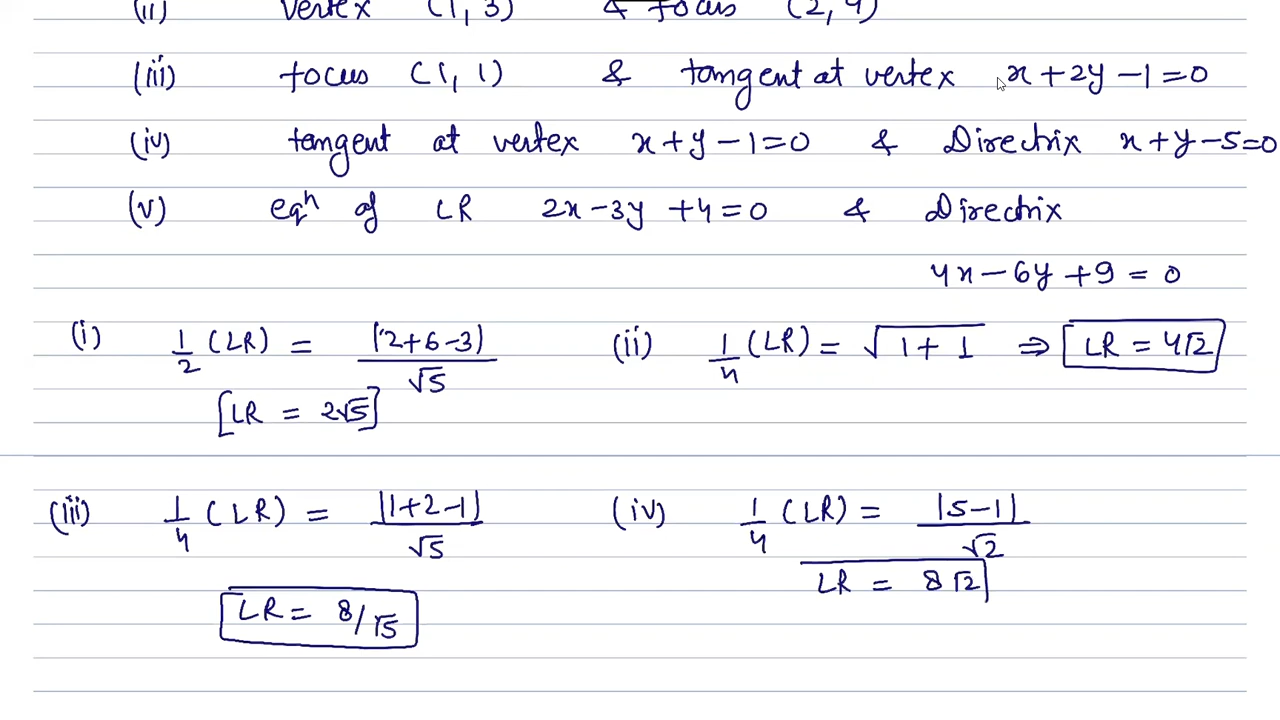 (ii) vertex (1, 3) & focus (2, 4)
(iii) focus (1, 1) & tangent at vertex x + 2y - 1 = 0
(iv) tangent at vertex x + y - 1 = 0 & Directrix x + y - 5 = 0
(v) eqⁿ of LR 2x - 3y + 4 = 0 & Directrix
4x - 6y + 9 = 0
(i) 1/2 (LR) = |2+6-3|/√5 (ii) 1/4 (LR) = √(1+1) ⇒ LR = 4√2
[LR = 2√5]
(iii) 1/4 (LR) = |1+2-1|/√5 (iv) 1/4 (LR) = |5-1|/√2
LR = 8√2
LR = 8/√5